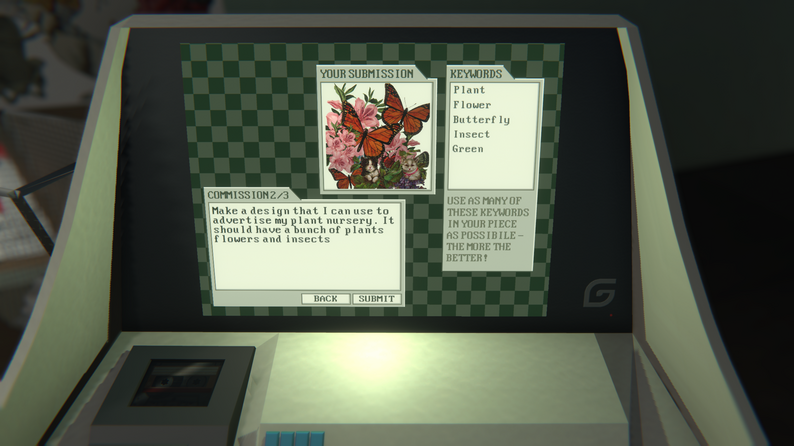 YOUR SUBMISSION
KEYWORDS
Plant
Flower
Butterfly
Insect
Green
USE AS MANY OF
THESE KEYWORDS
IN YOUR PIECE
AS POSSIBILE -
THE MORE THE
BETTER!
COMMISSION 2/3
Make a design that I can use to
advertise my plant nursery. It
should have a bunch of plants
flowers and insects
BACK
SUBMIT